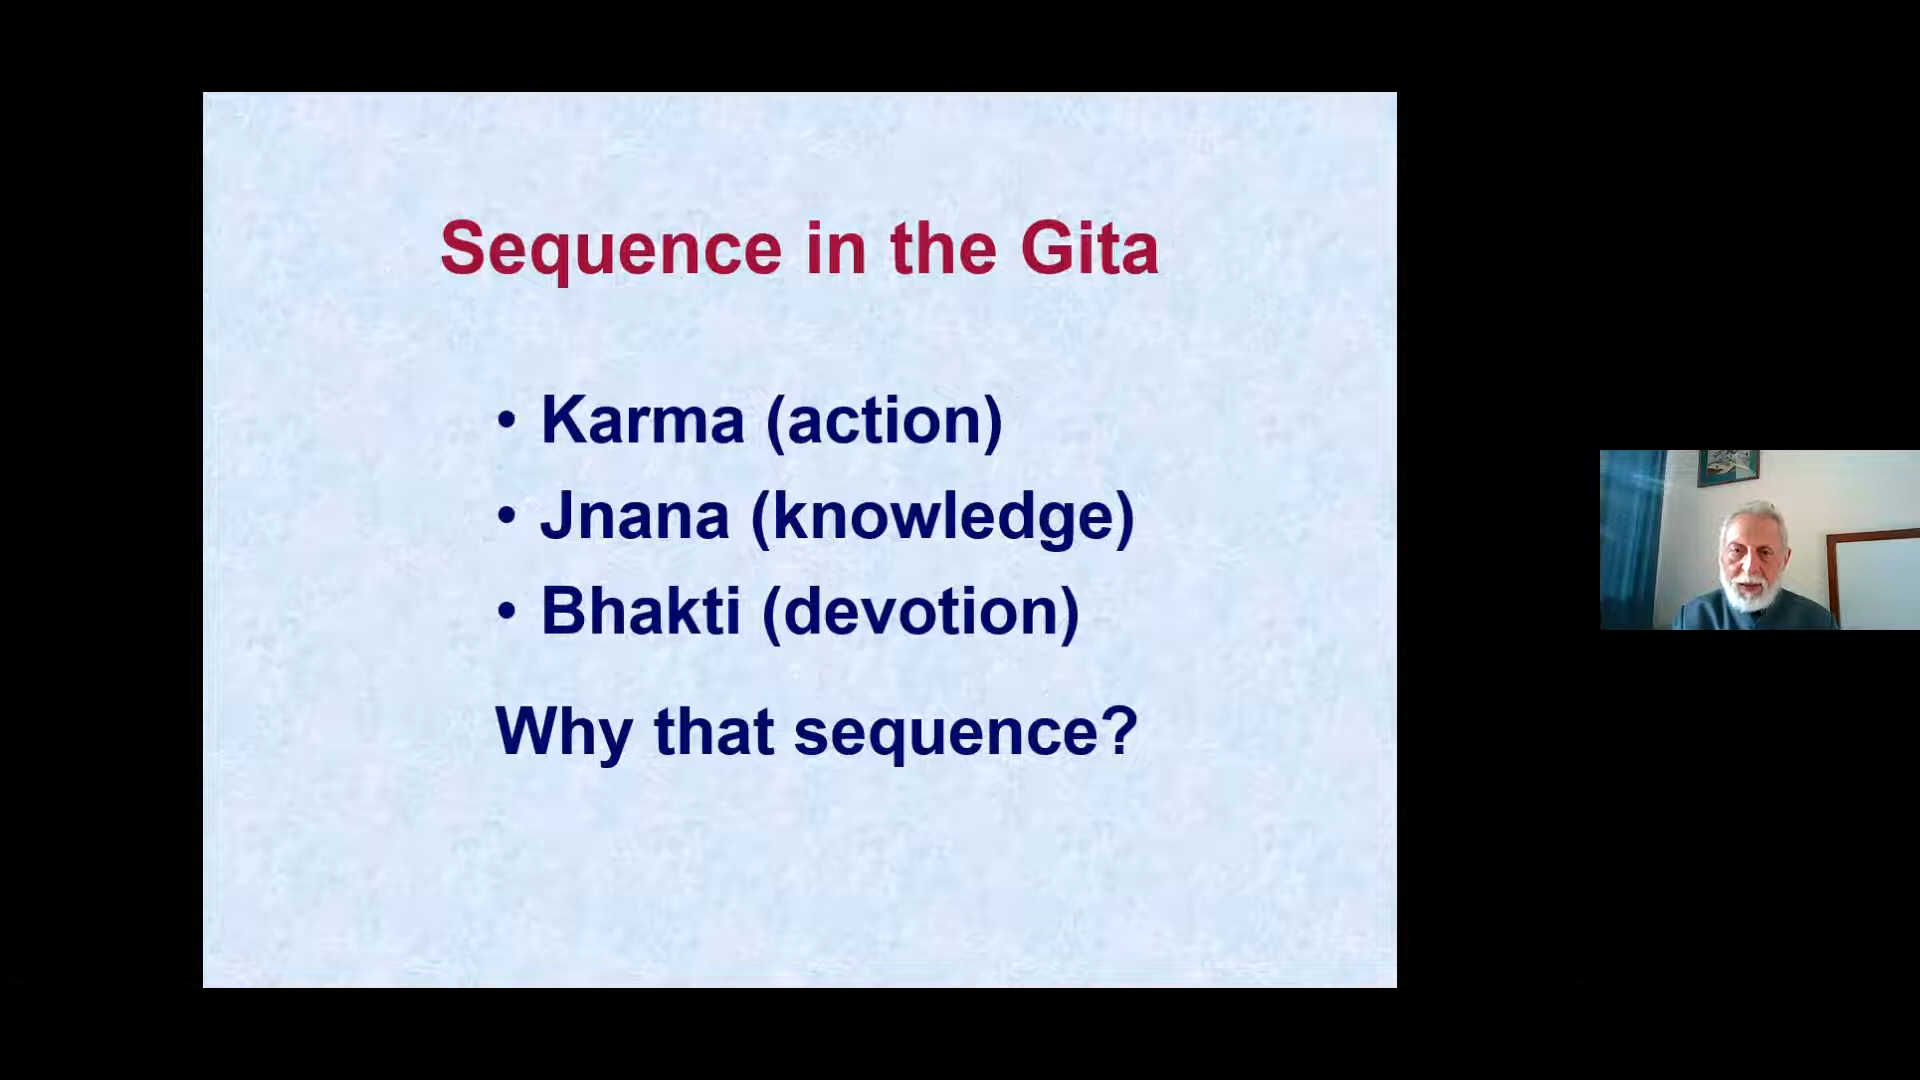 Sequence in the Gita
• Karma (action)
• Jnana (knowledge)
• Bhakti (devotion)
Why that sequence?